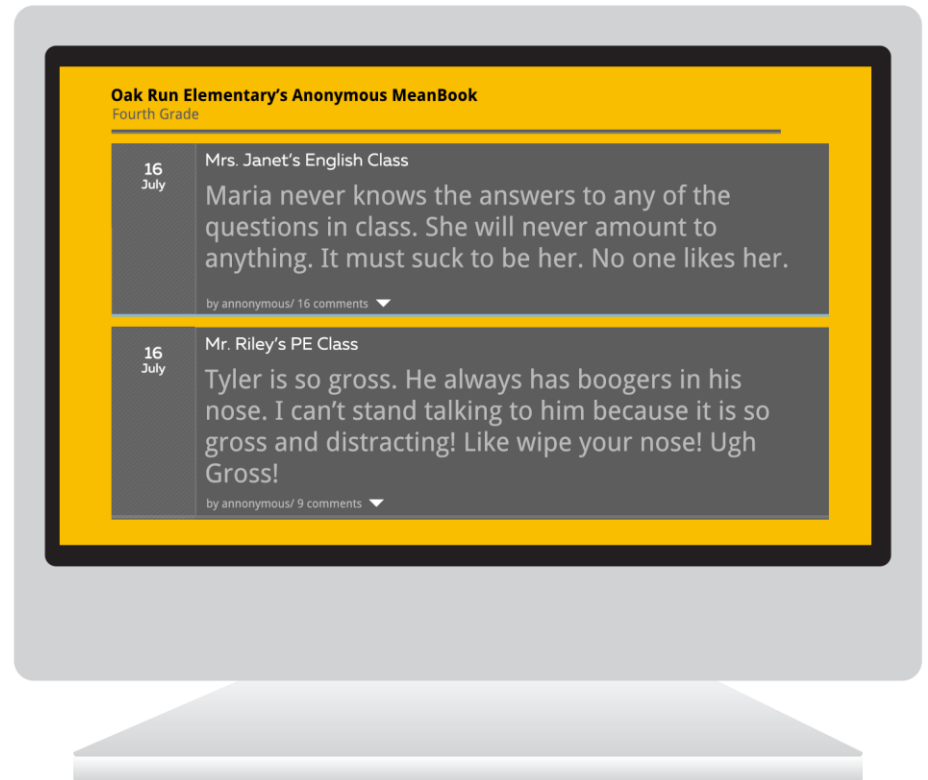 Oak Run Elementary's Anonymous MeanBook
Fourth Grade
16
July
Mrs. Janet's English Class
Maria never knows the answers to any of the
questions in class. She will never amount to
anything. It must suck to be her. No one likes her.
by annonymous/ 16 comments
16
July
Mr. Riley's PE Class
Tyler is so gross. He always has boogers in his
nose. I can't stand talking to him because it is so
gross and distracting! Like wipe your nose! Ugh
Gross!
by annonymous/ 9 comments